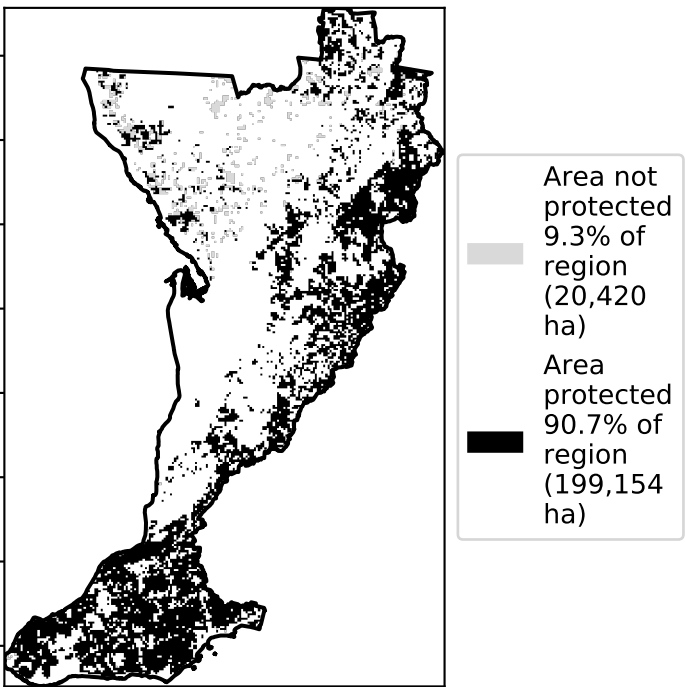 Area not
protected
9.3% of
region
(20,420
ha)
Area
protected
90.7% of
region
(199,154
ha)